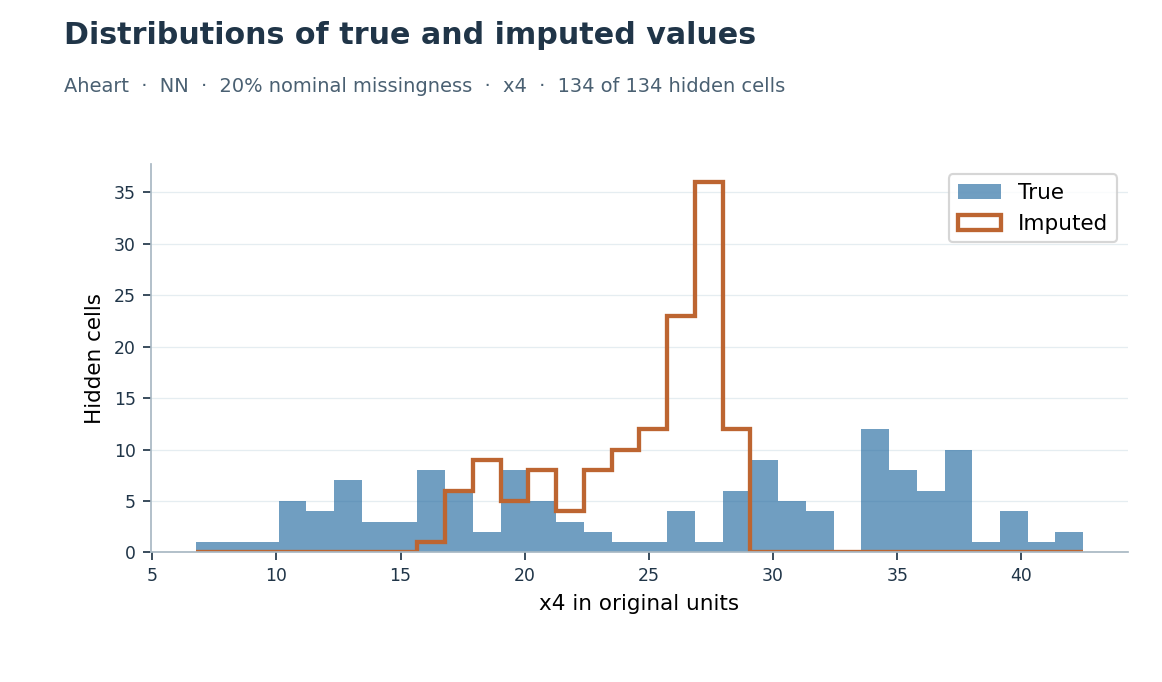 Distributions of true and imputed values
Aheart · NN · 20% nominal missingness · x4 · 134 of 134 hidden cells
True
Imputed
Hidden cells
35
30
25
20
15
10
5
0
5 10 15 20 25 30 35 40
x4 in original units